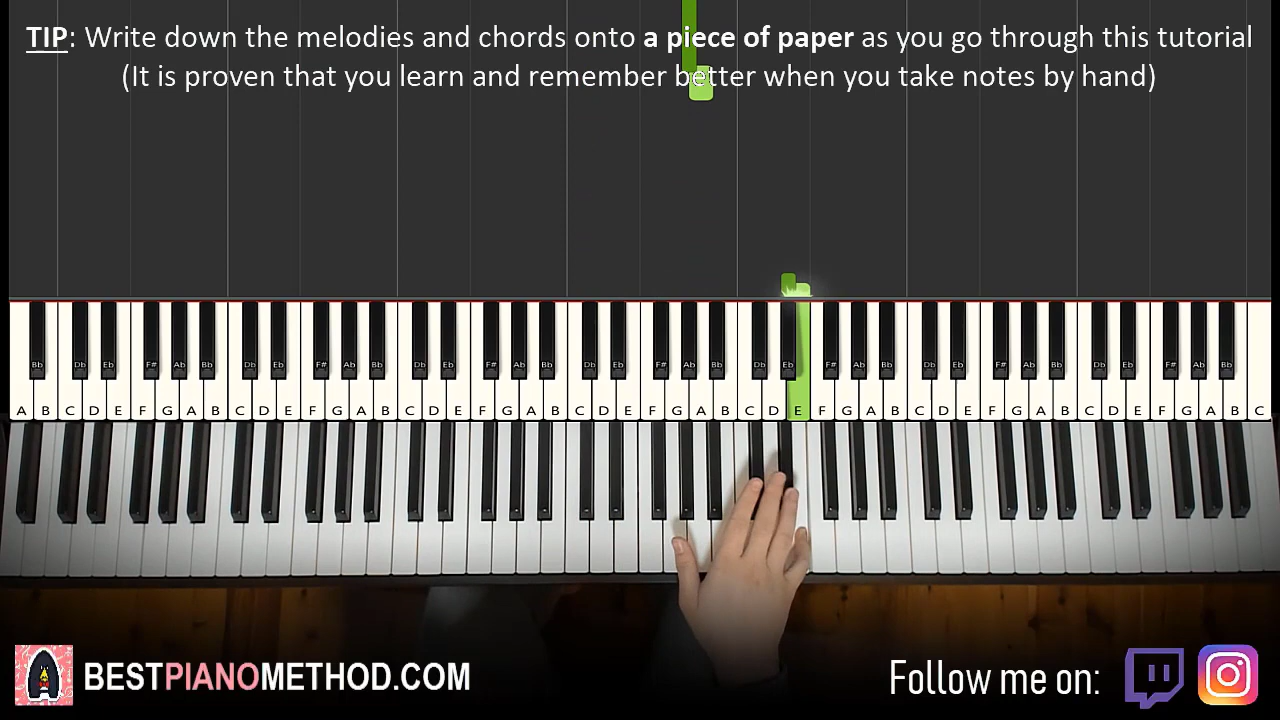 TIP: Write down the melodies and chords onto a piece of paper as you go through this tutorial
(It is proven that you learn and remember better when you take notes by hand)
Bb Db Eb F# Ab Bb Db Eb F# Ab Bb Db Eb F# Ab Bb Db Eb F# Ab Bb Db Eb F# Ab Bb Db Eb F# Ab Bb Db Eb F# Ab Bb
A B C D E F G A B C D E F G A B C D E F G A B C D E F G A B C D E F G A B C D E F G A B C D E F G A B C
BESTPIANOMETHOD.COM
Follow me on: